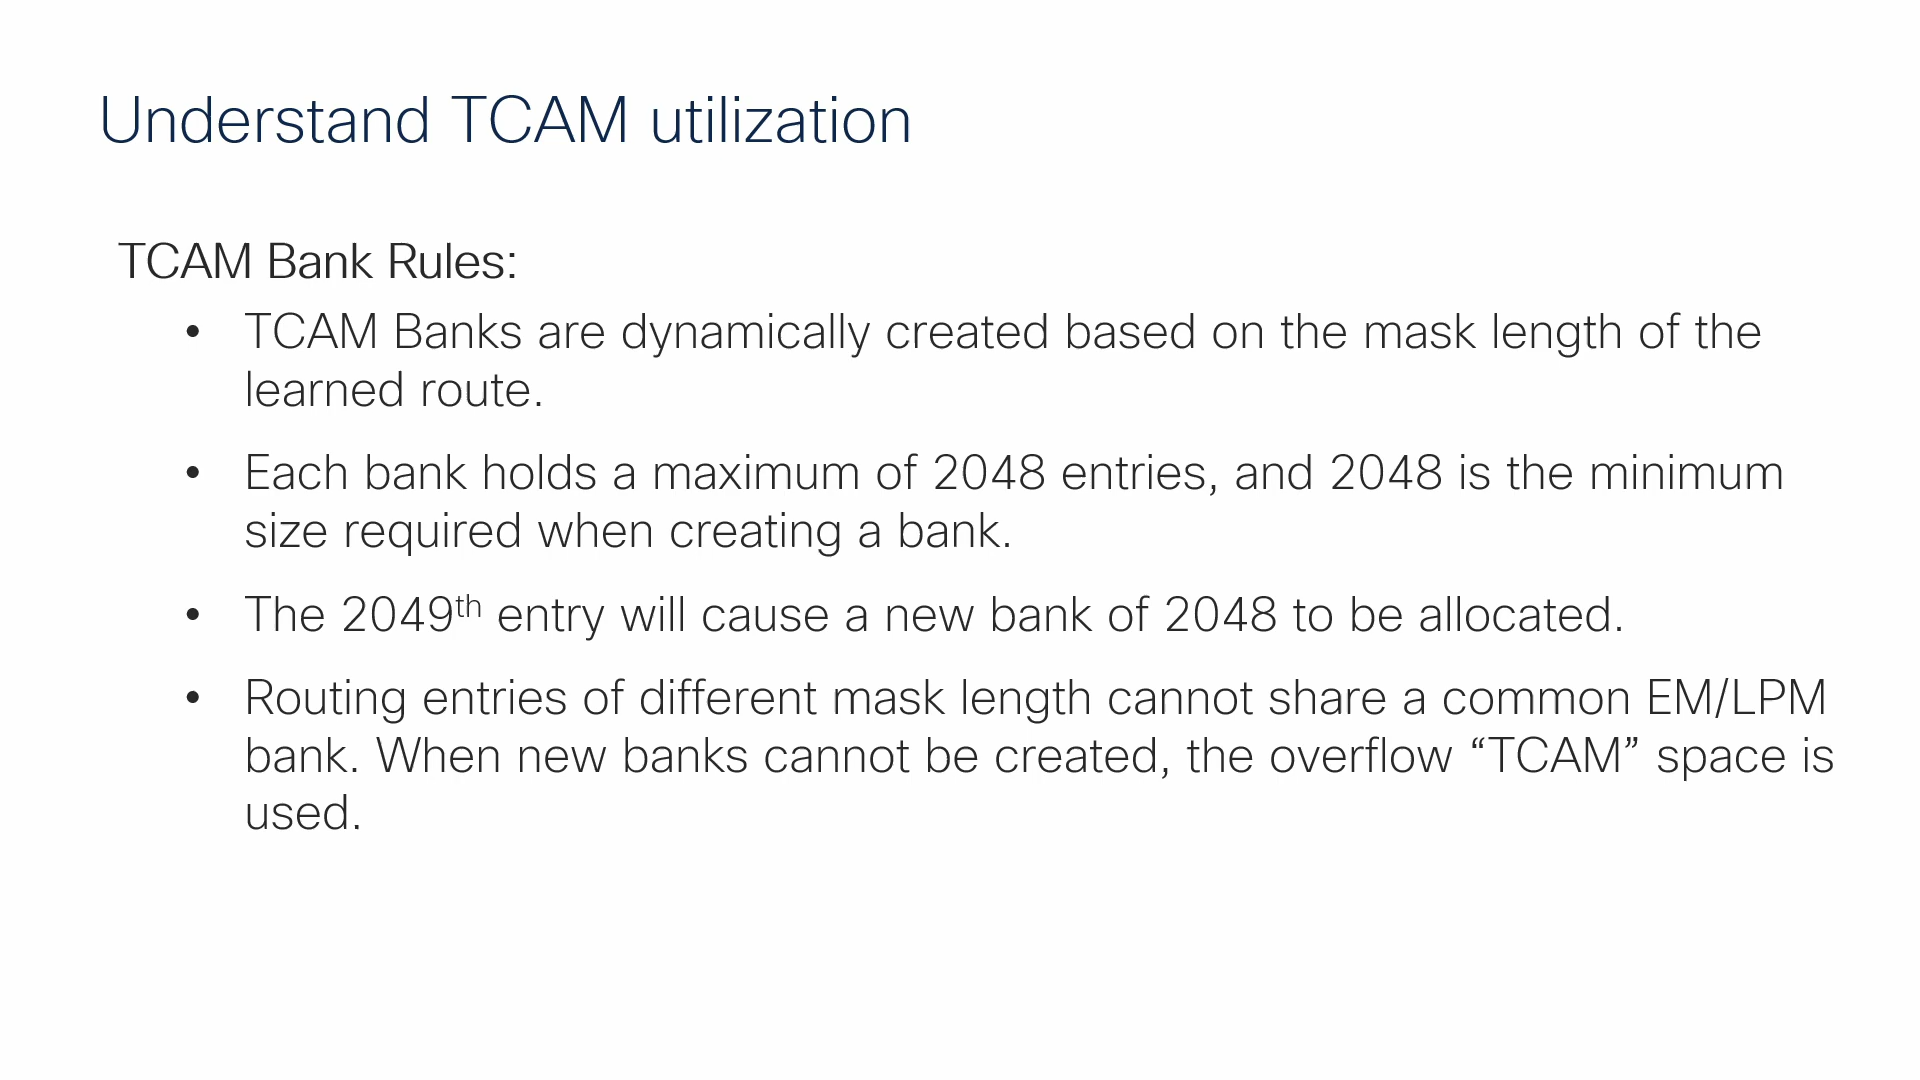 Understand TCAM utilization
TCAM Bank Rules:
• TCAM Banks are dynamically created based on the mask length of the
learned route.
• Each bank holds a maximum of 2048 entries, and 2048 is the minimum
size required when creating a bank.
• The 2049th entry will cause a new bank of 2048 to be allocated.
• Routing entries of different mask length cannot share a common EM/LPM
bank. When new banks cannot be created, the overflow “TCAM” space is
used.